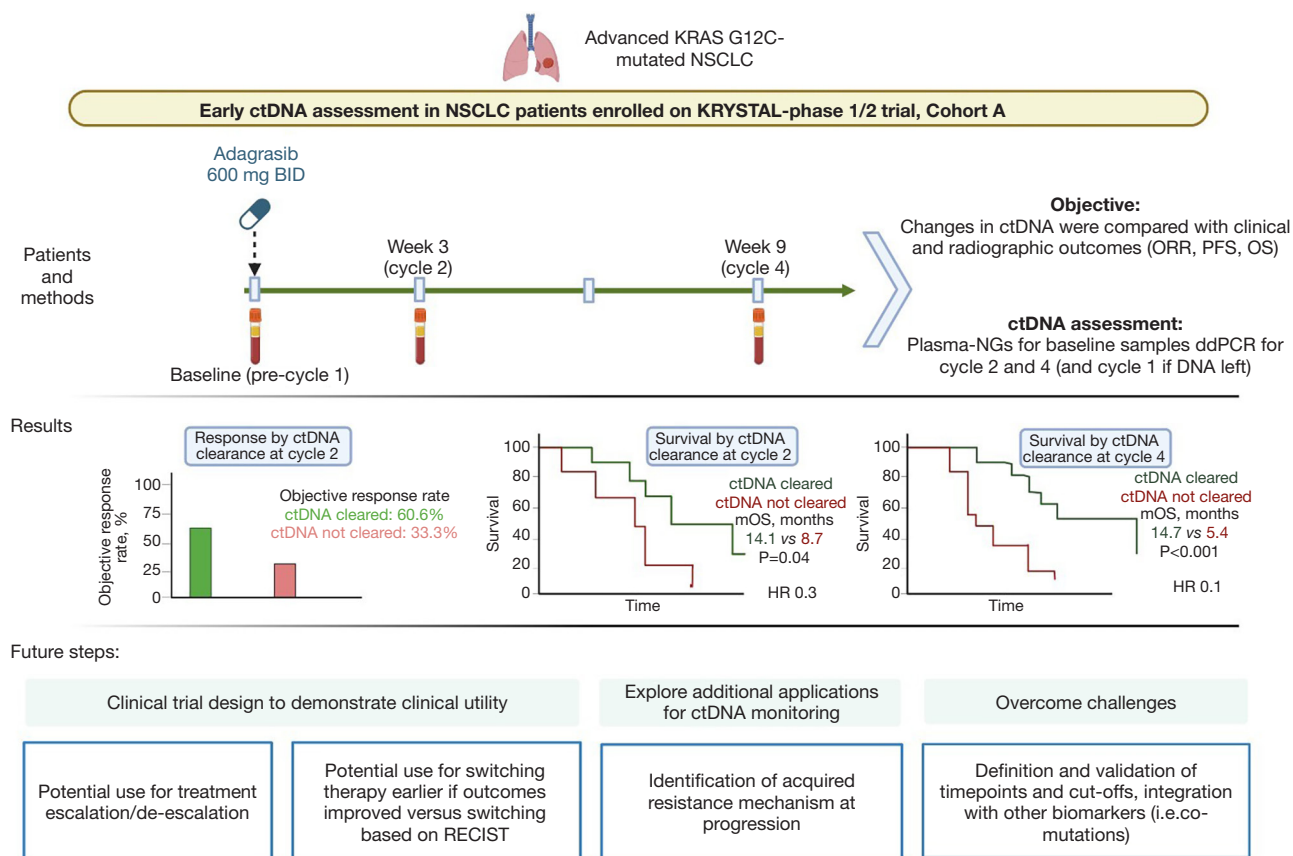 Advanced KRAS G12C-
mutated NSCLC
Early ctDNA assessment in NSCLC patients enrolled on KRYSTAL-phase 1/2 trial, Cohort A
Adagrasib
600 mg BID
Patients
and
methods
Week 3
(cycle 2)
Week 9
(cycle 4)
Baseline (pre-cycle 1)
Objective:
Changes in ctDNA were compared with clinical
and radiographic outcomes (ORR, PFS, OS)
ctDNA assessment:
Plasma-NGs for baseline samples ddPCR for
cycle 2 and 4 (and cycle 1 if DNA left)
Results
Response by ctDNA
clearance at cycle 2
Objective response
rate, %
100
75
50
25
0
Objective response rate
ctDNA cleared: 60.6%
ctDNA not cleared: 33.3%
Survival by ctDNA
clearance at cycle 2
Survival
100
80
60
40
20
0
Time
ctDNA cleared
ctDNA not cleared
mOS, months
14.1 vs 8.7
P=0.04
HR 0.3
Survival by ctDNA
clearance at cycle 4
Survival
100
80
60
40
20
0
Time
ctDNA cleared
ctDNA not cleared
mOS, months
14.7 vs 5.4
P<0.001
HR 0.1
Future steps:
Clinical trial design to demonstrate clinical utility
Potential use for treatment
escalation/de-escalation
Potential use for switching
therapy earlier if outcomes
improved versus switching
based on RECIST
Explore additional applications
for ctDNA monitoring
Identification of acquired
resistance mechanism at
progression
Overcome challenges
Definition and validation of
timepoints and cut-offs, integration
with other biomarkers (i.e.co-
mutations)